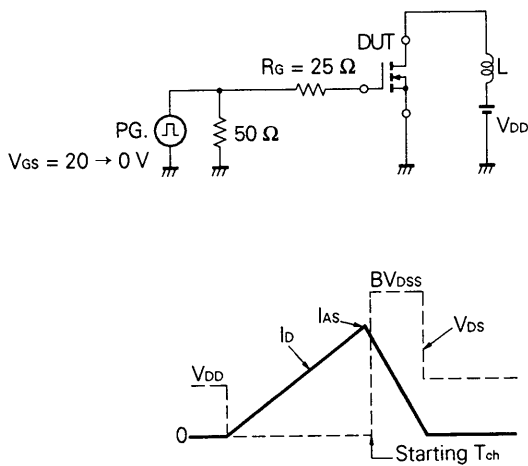 DUT
RG = 25 Ω
L
PG.
50 Ω
VDD
VGS = 20 → 0 V
BVDSS
IAS
ID
VDS
VDD
0
Starting Tch